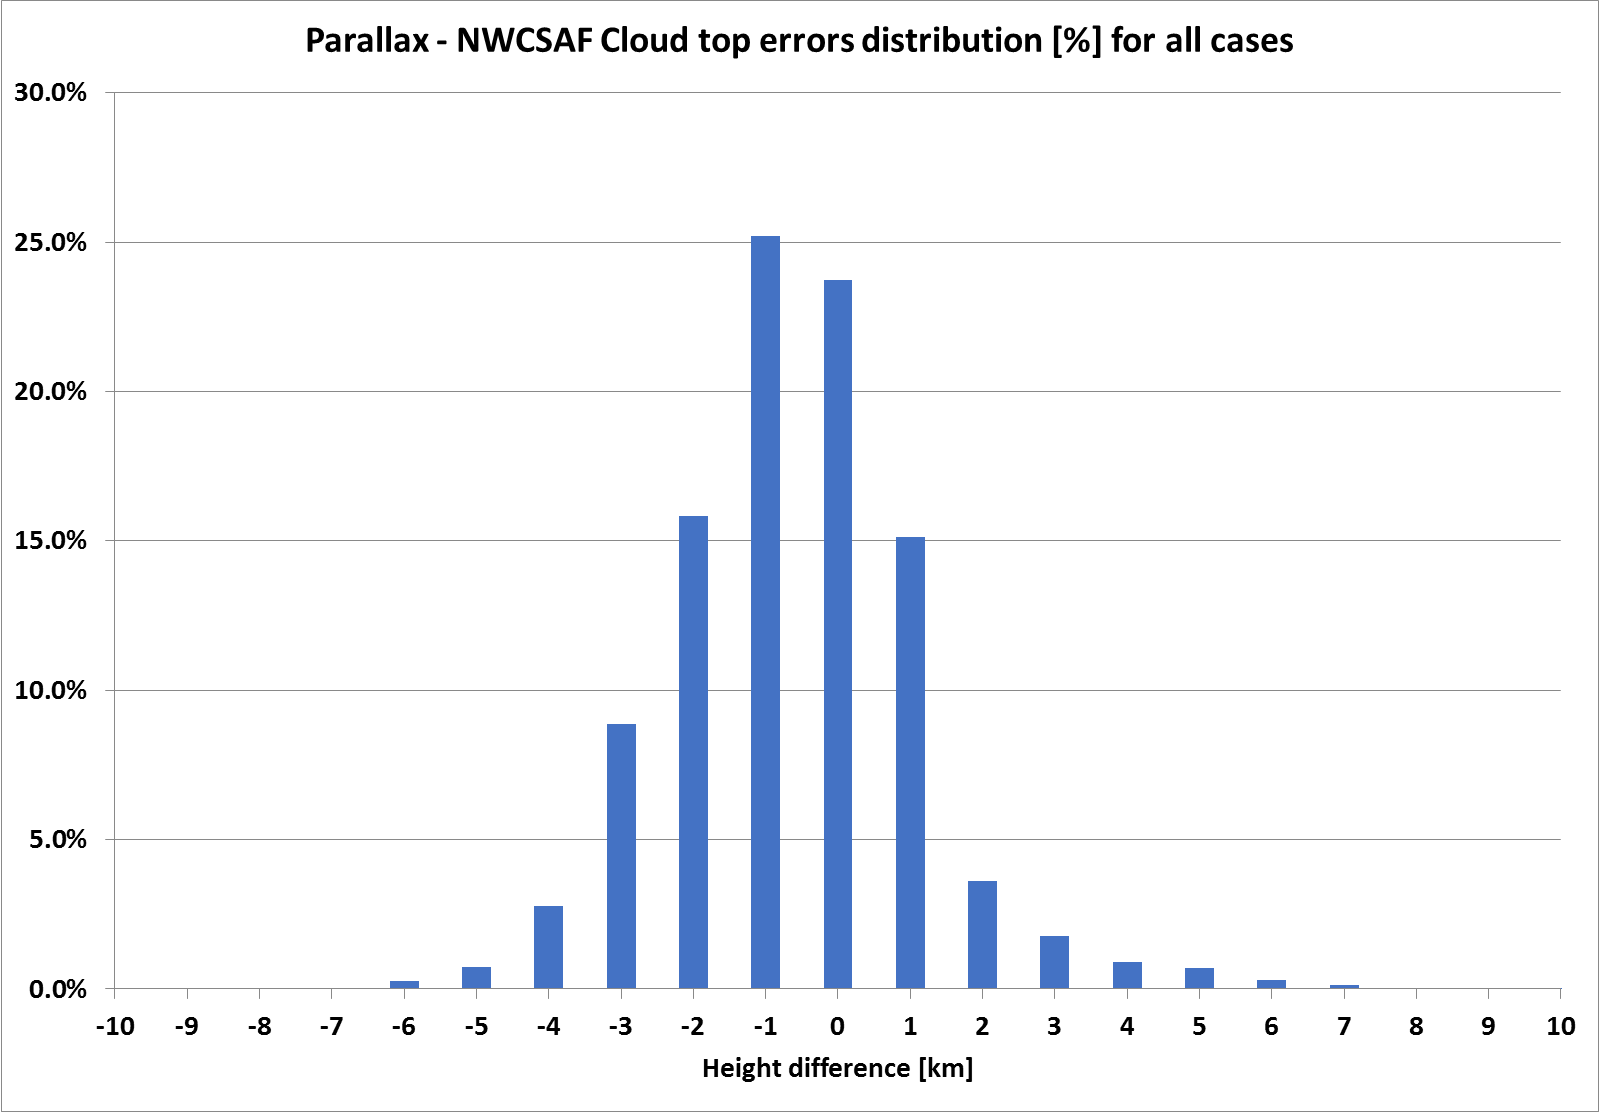 Parallax - NWCSAF Cloud top errors distribution [%] for all cases
30.0%
25.0%
20.0%
15.0%
10.0%
5.0%
0.0%
-10 -9 -8 -7 -6 -5 -4 -3 -2 -1 0 1 2 3 4 5 6 7 8 9 10
Height difference [km]